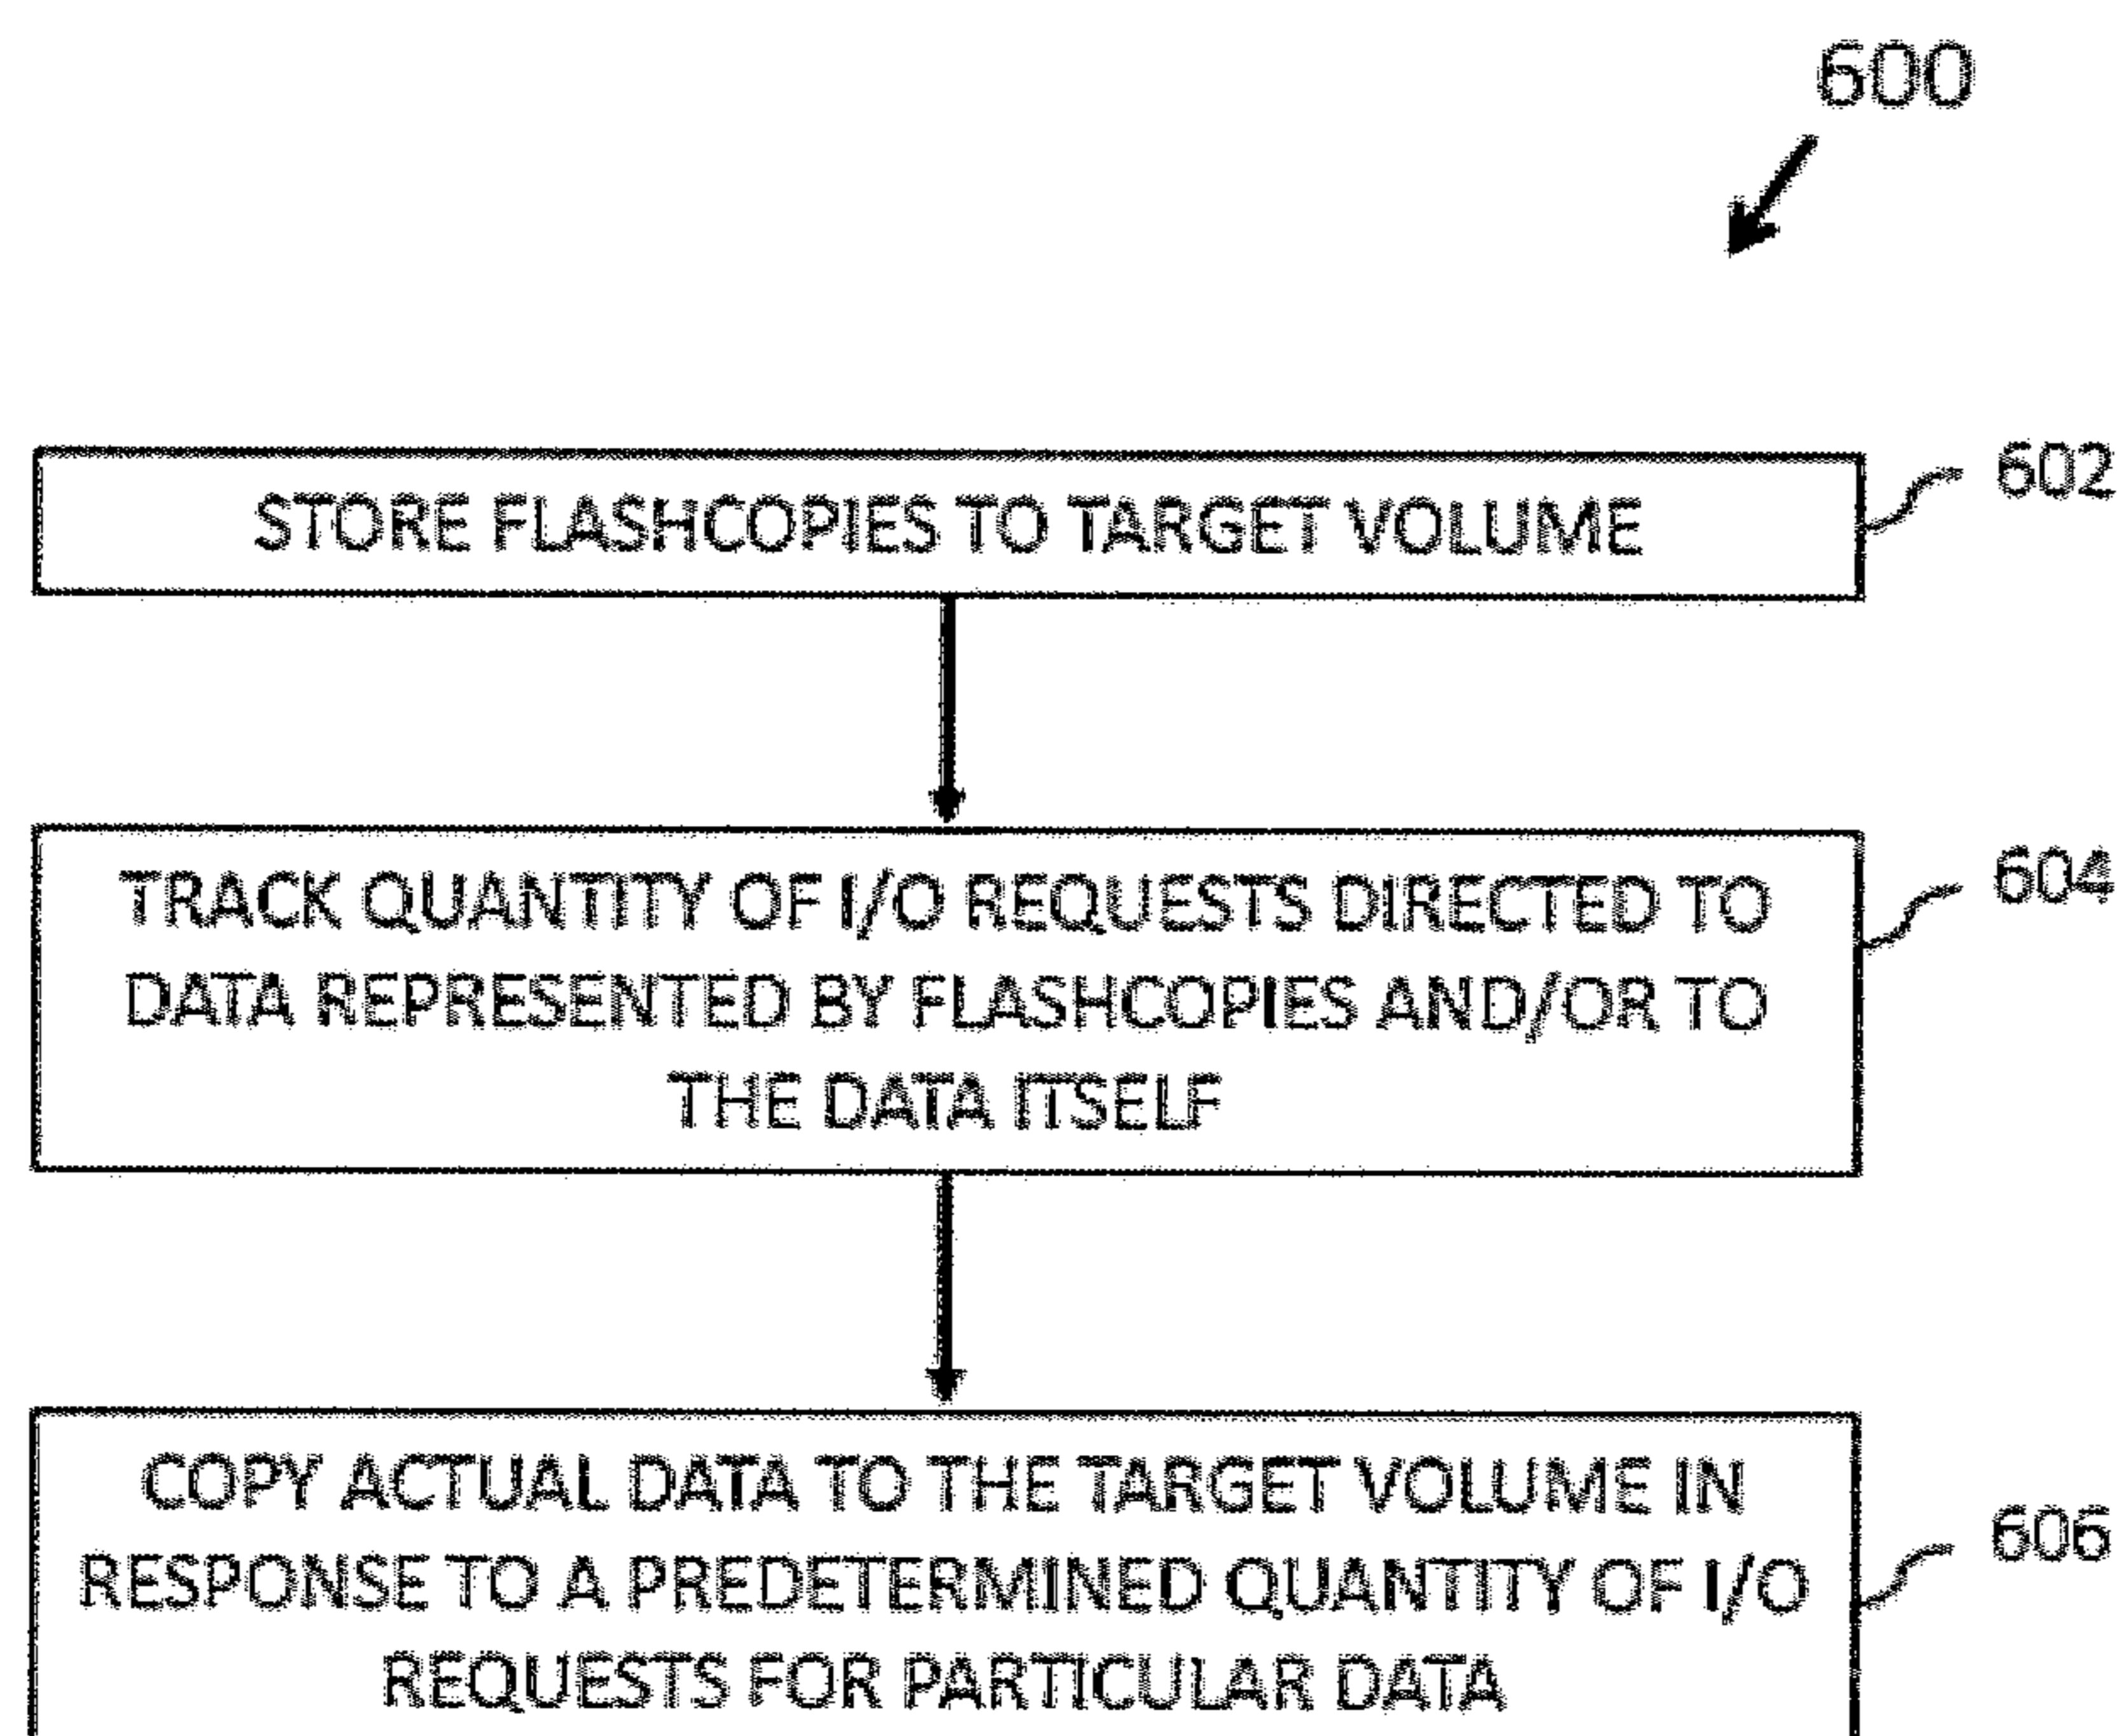 600
STORE FLASHCOPIES TO TARGET VOLUME
602
TRACK QUANTITY OF I/O REQUESTS DIRECTED TO
DATA REPRESENTED BY FLASHCOPIES AND/OR TO
THE DATA ITSELF
604
COPY ACTUAL DATA TO THE TARGET VOLUME IN
RESPONSE TO A PREDETERMINED QUANTITY OF I/O
REQUESTS FOR PARTICULAR DATA
606